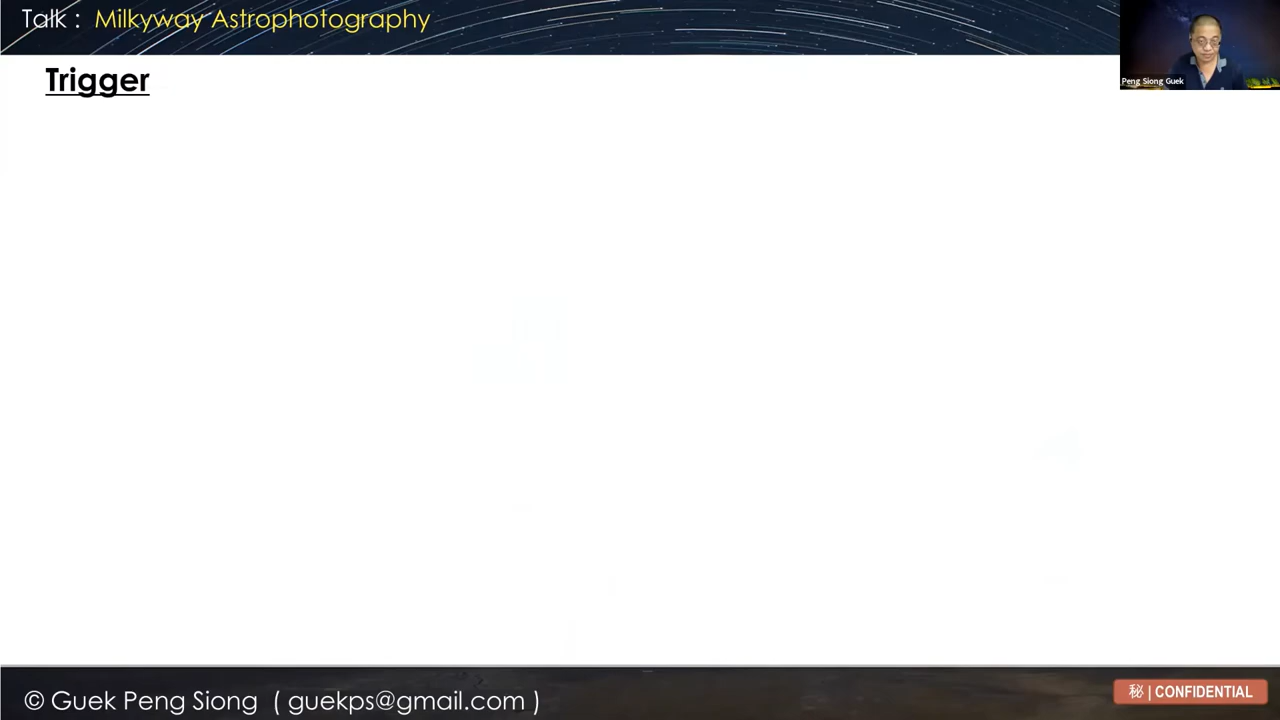 Talk : Milkyway Astrophotography
Trigger
Peng Siong Guek
© Guek Peng Siong ( guekps@gmail.com )
秘 | CONFIDENTIAL